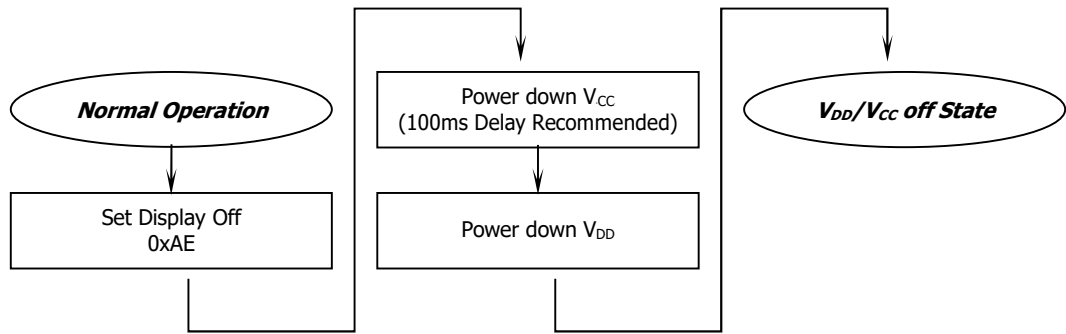 Normal Operation
Set Display Off
0xAE
Power down VCC
(100ms Delay Recommended)
Power down VDD
VDD/VCC off State